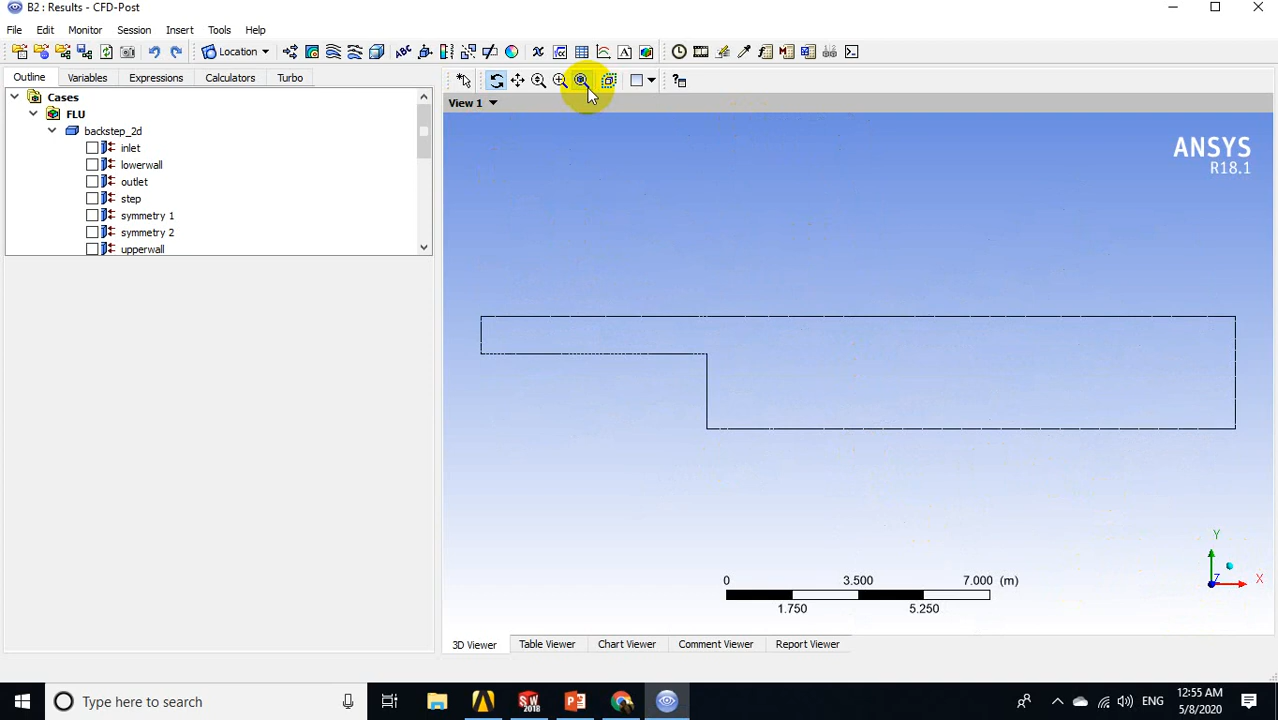 B2 : Results - CFD-Post
File Edit Monitor Session Insert Tools Help
Location
Outline Variables Expressions Calculators Turbo
Cases
FLU
backstep_2d
inlet
lowerwall
outlet
step
symmetry 1
symmetry 2
upperwall
View 1
ANSYS
R18.1
Y
X
Z
0 3.500 7.000 (m)
1.750 5.250
3D Viewer Table Viewer Chart Viewer Comment Viewer Report Viewer
Type here to search
SW
2018
ENG
12:55 AM
5/8/2020